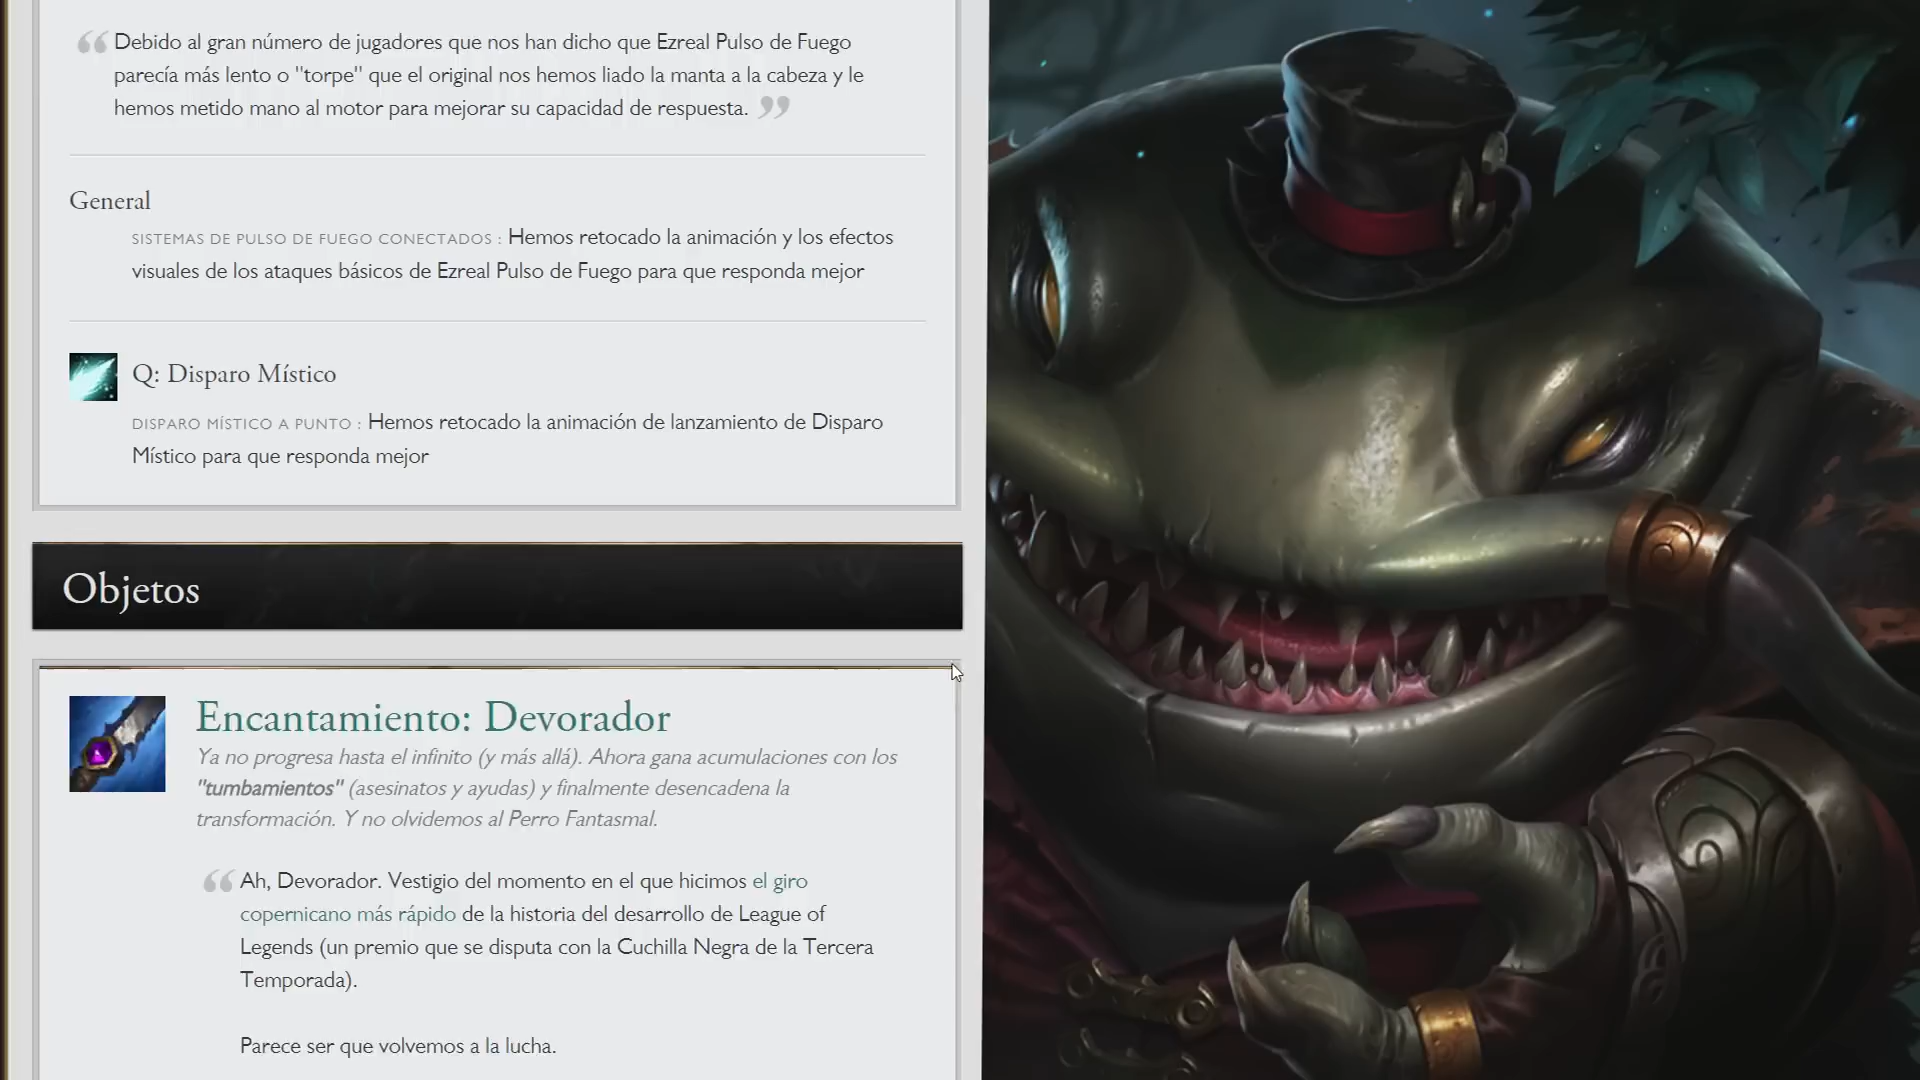 Debido al gran número de jugadores que nos han dicho que Ezreal Pulso de Fuego
parecía más lento o "torpe" que el original nos hemos liado la manta a la cabeza y le
hemos metido mano al motor para mejorar su capacidad de respuesta.
General
SISTEMAS DE PULSO DE FUEGO CONECTADOS : Hemos retocado la animación y los efectos
visuales de los ataques básicos de Ezreal Pulso de Fuego para que responda mejor
Q: Disparo Místico
DISPARO MÍSTICO A PUNTO : Hemos retocado la animación de lanzamiento de Disparo
Místico para que responda mejor
Objetos
Encantamiento: Devorador
Ya no progresa hasta el infinito (y más allá). Ahora gana acumulaciones con los
"tumbamientos" (asesinatos y ayudas) y finalmente desencadena la
transformación. Y no olvidemos al Perro Fantasmal.
Ah, Devorador. Vestigio del momento en el que hicimos el giro
copernicano más rápido de la historia del desarrollo de League of
Legends (un premio que se disputa con la Cuchilla Negra de la Tercera
Temporada).
Parece ser que volvemos a la lucha.